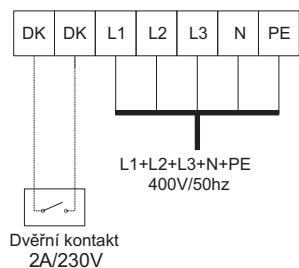 DK DK L1 L2 L3 N PE
L1+L2+L3+N+PE
400V/50hz
Dvěřní kontakt
2A/230V